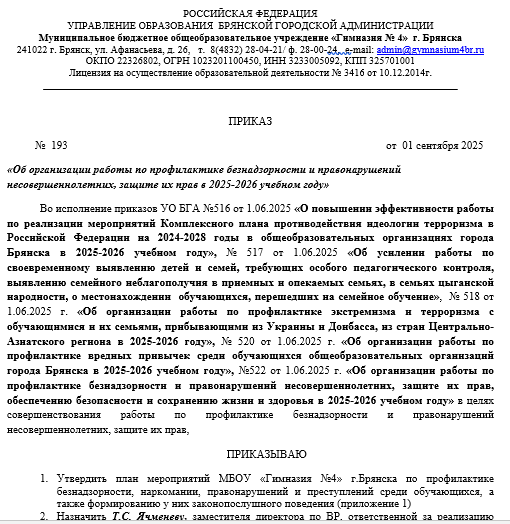 РОССИЙСКАЯ ФЕДЕРАЦИЯ
УПРАВЛЕНИЕ ОБРАЗОВАНИЯ БРЯНСКОЙ ГОРОДСКОЙ АДМИНИСТРАЦИИ
Муниципальное бюджетное общеобразовательное учреждение «Гимназия № 4» г. Брянска
241022 г. Брянск, ул. Афанасьева, д. 26, т. 8(4832) 28-04-21/ ф. 28-00-24, e-mail: admin@gymnasium4br.ru
ОКПО 22326802, ОГРН 1023201100450, ИНН 3233005092, КПП 325701001
Лицензия на осуществление образовательной деятельности № 3416 от 10.12.2014г.
ПРИКАЗ
№ 193 от 01 сентября 2025
«Об организации работы по профилактике безнадзорности и правонарушений
несовершеннолетних, защите их прав в 2025-2026 учебном году»
Во исполнение приказов УО БГА №516 от 1.06.2025 «О повышении эффективности работы
по реализации мероприятий Комплексного плана противодействия идеологии терроризма в
Российской Федерации на 2024-2028 годы в общеобразовательных организациях города
Брянска в 2025-2026 учебном году», № 517 от 1.06.2025 «Об усилении работы по
своевременному выявлению детей и семей, требующих особого педагогического контроля,
выявлению семейного неблагополучия в приемных и опекаемых семьях, в семьях цыганской
народности, о местонахождении обучающихся, перешедших на семейное обучение», № 518 от
1.06.2025 г. «Об организации работы по профилактике экстремизма и терроризма с
обучающимися и их семьями, прибывающими из Украины и Донбасса, из стран Центрально-
Азиатского региона в 2025-2026 году», № 520 от 1.06.2025 г. «Об организации работы по
профилактике вредных привычек среди обучающихся общеобразовательных организаций
города Брянска в 2025-2026 учебном году», №522 от 1.06.2025 г. «Об организации работы по
профилактике безнадзорности и правонарушений несовершеннолетних, защите их прав,
обеспечению безопасности и сохранению жизни и здоровья в 2025-2026 учебном году» в целях
совершенствования работы по профилактике безнадзорности и правонарушений
несовершеннолетних, защите их прав,
ПРИКАЗЫВАЮ
1. Утвердить план мероприятий МБОУ «Гимназия №4» г.Брянска по профилактике
безнадзорности, наркомании, правонарушений и преступлений среди обучающихся, а
также формированию у них законопослушного поведения (приложение 1)
2. Назначить Т.С. Ячменеву, заместителя директора по ВР, ответственной за реализацию